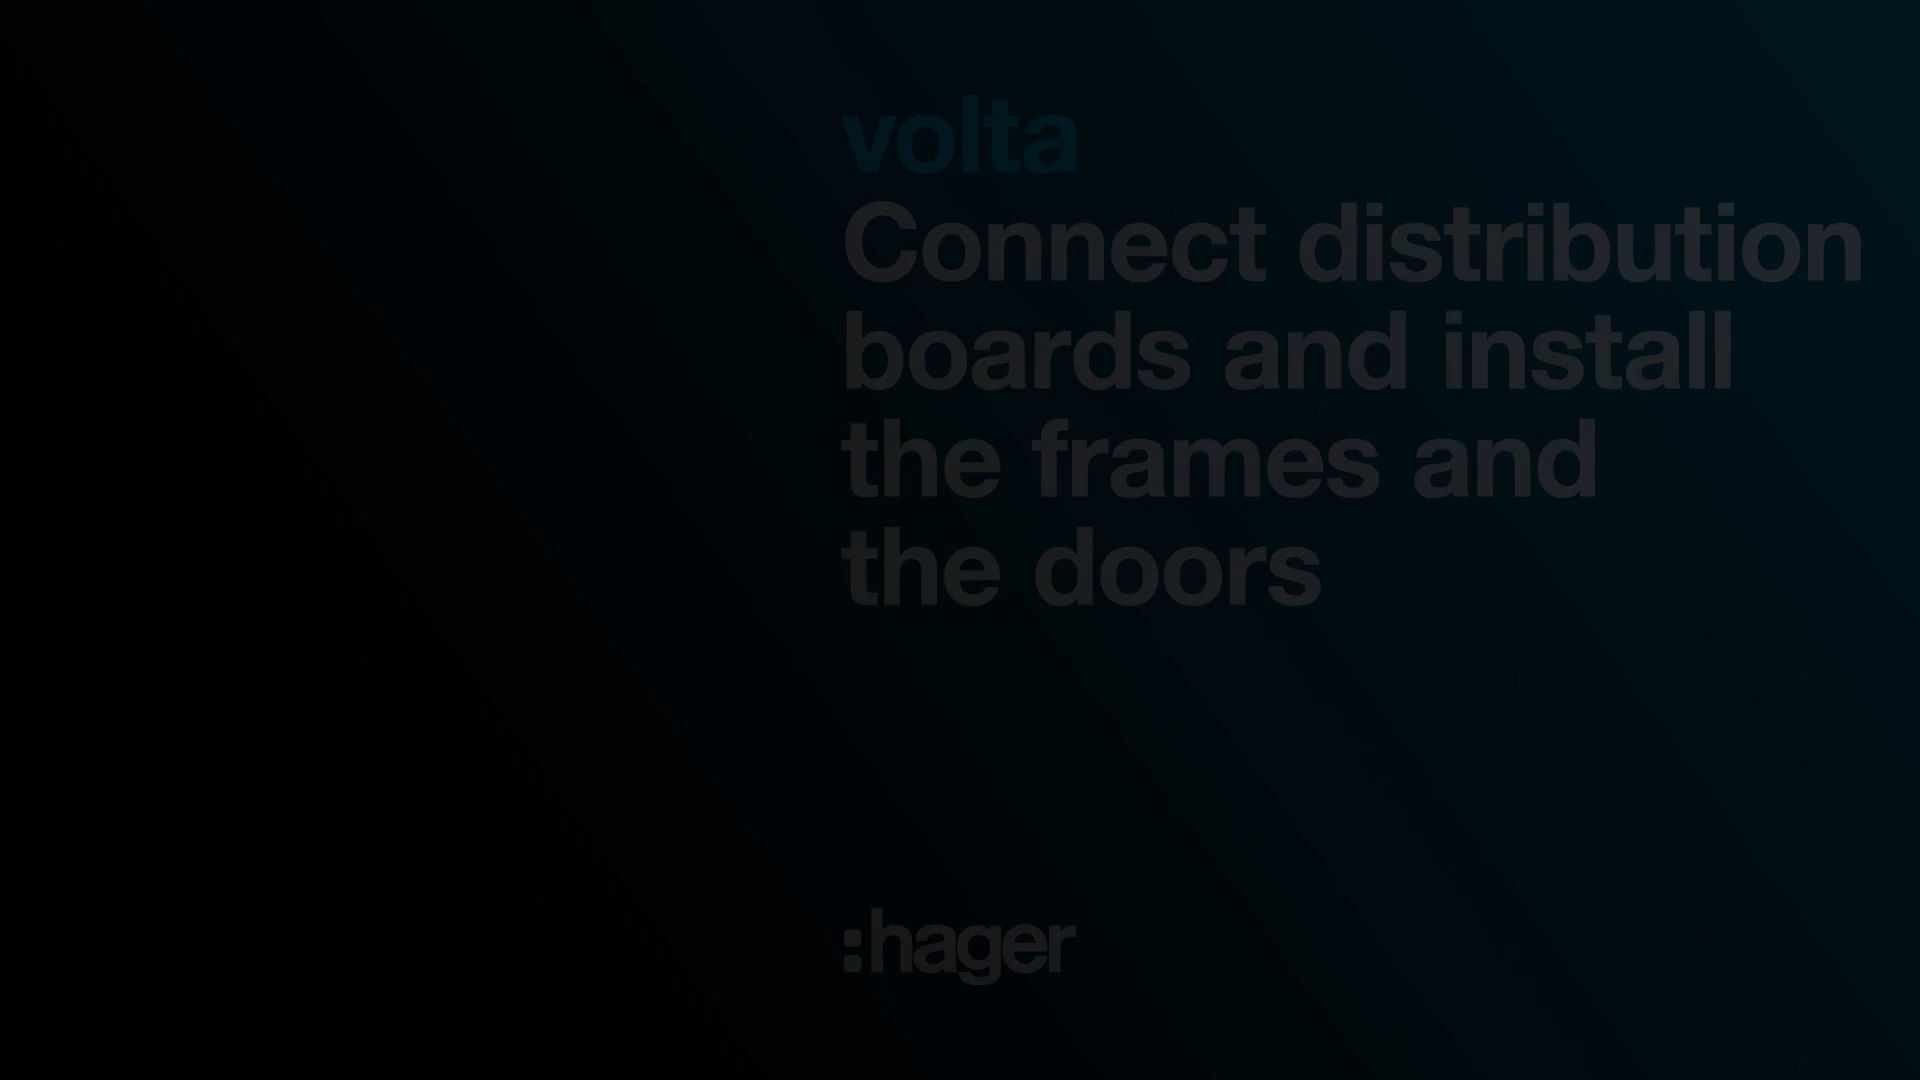 volta
Connect distribution
boards and install
the frames and
the doors
:hager